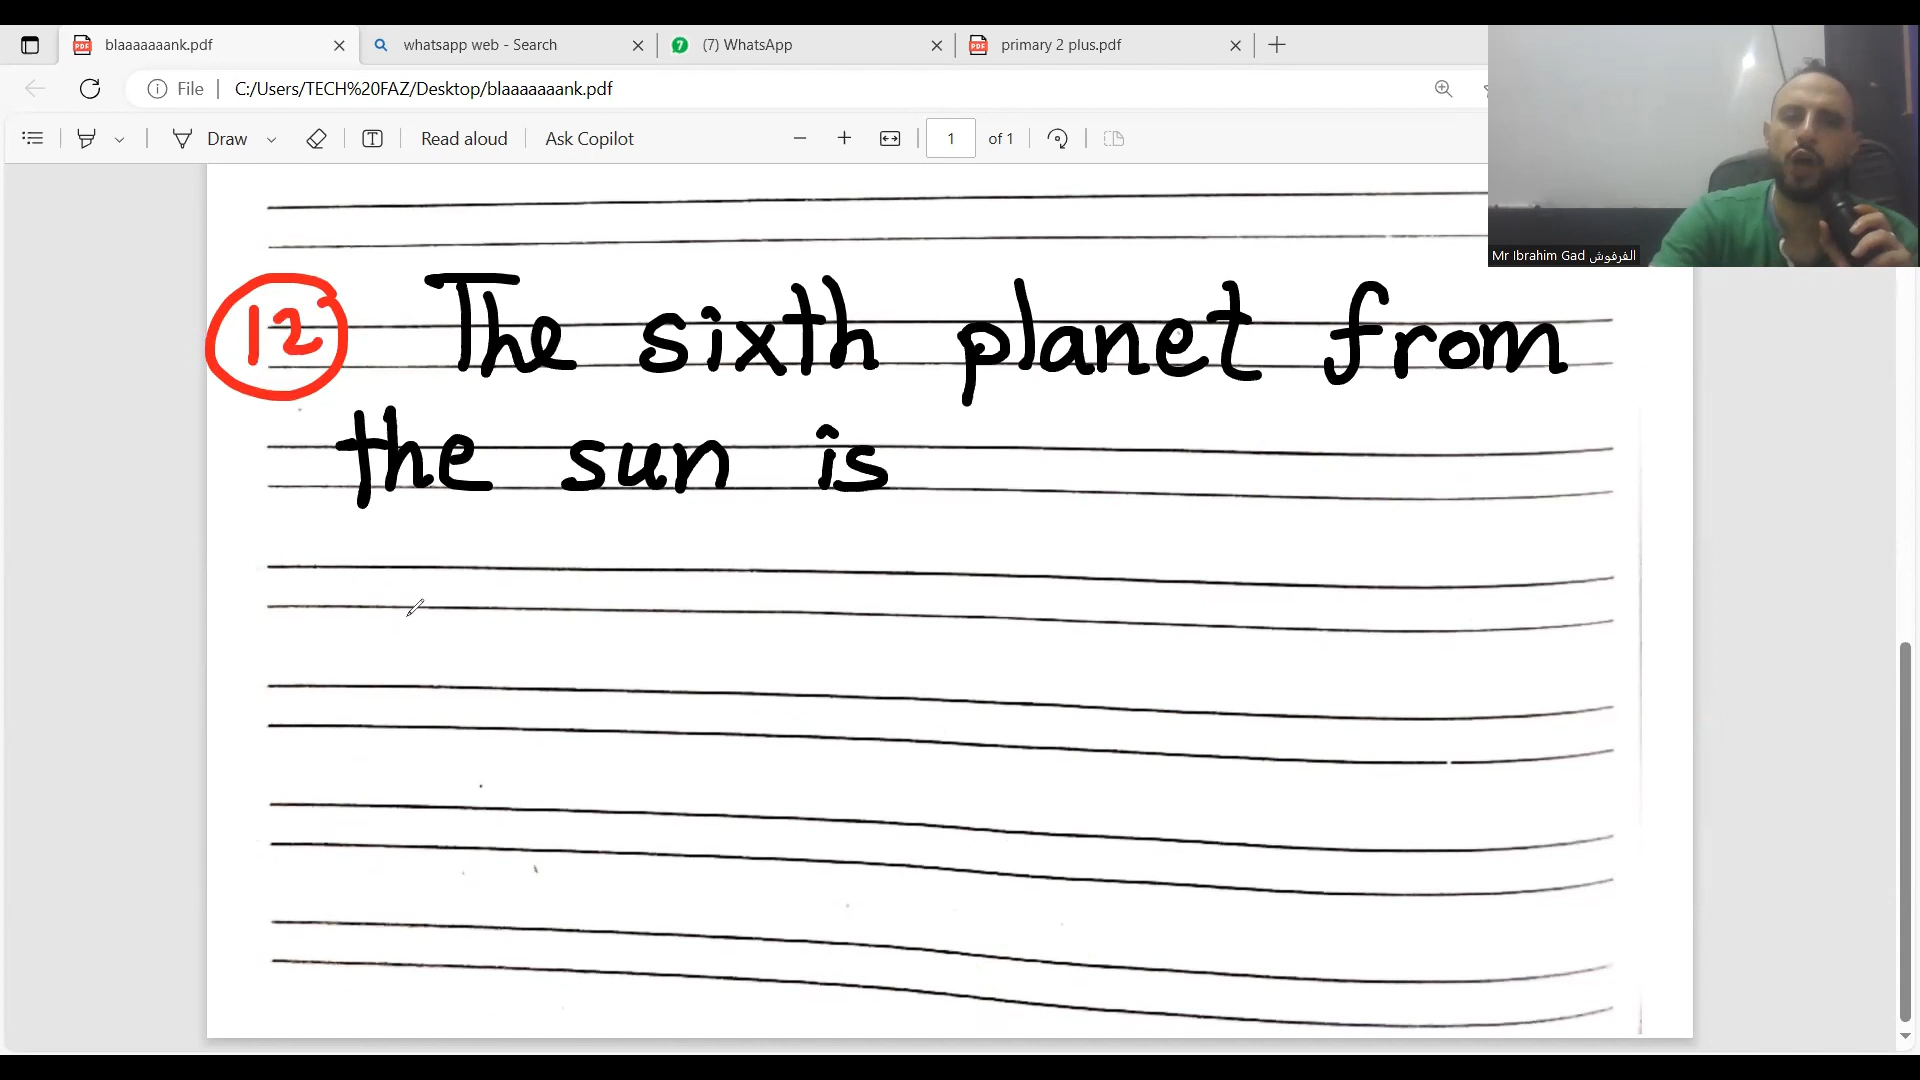 blaaaaaaank.pdf
whatsapp web - Search
(7) WhatsApp
primary 2 plus.pdf
File
C:/Users/TECH%20FAZ/Desktop/blaaaaaaank.pdf
Draw
Read aloud
Ask Copilot
1 of 1
Mr Ibrahim Gad الفرفوش
12 The sixth planet from
the sun is